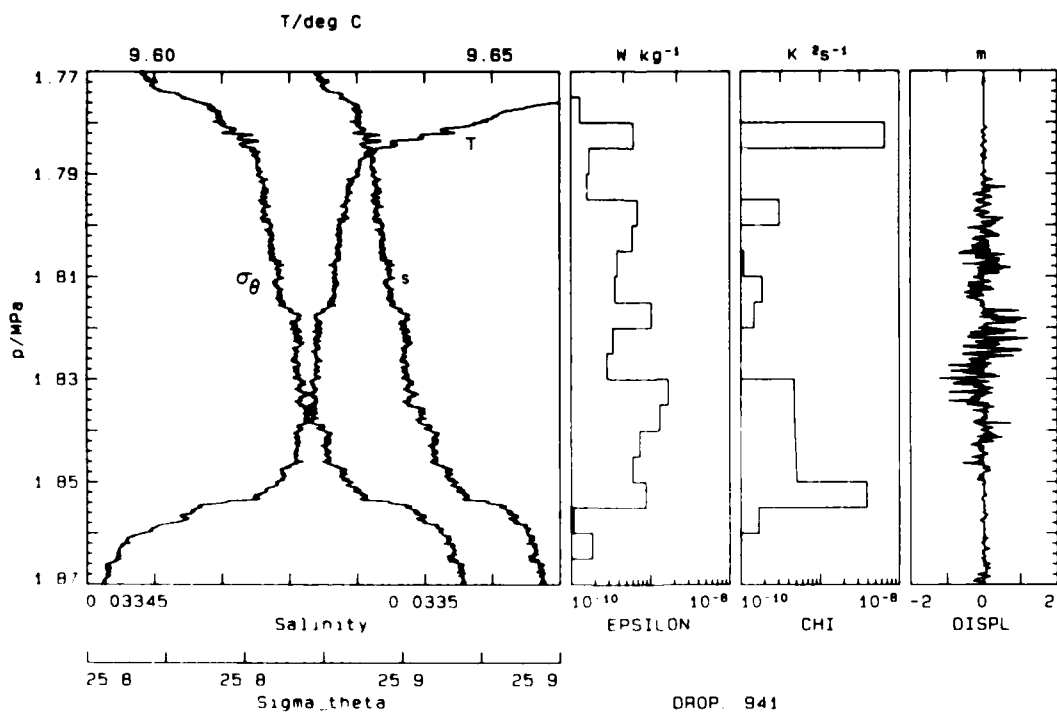 T/deg C
9.60 9.65 W kg⁻¹ K ²s⁻¹ m
1.77
T
1.79
p/MPa
1 81
σθ s
1 83
1 85
1 87
0 03345 0 0335 10⁻¹⁰ 10⁻⁸ 10⁻¹⁰ 10⁻⁸ -2 0 2
Salinity EPSILON CHI DISPL
25 8 25 8 25 9 25 9
Sigma_theta DROP. 941